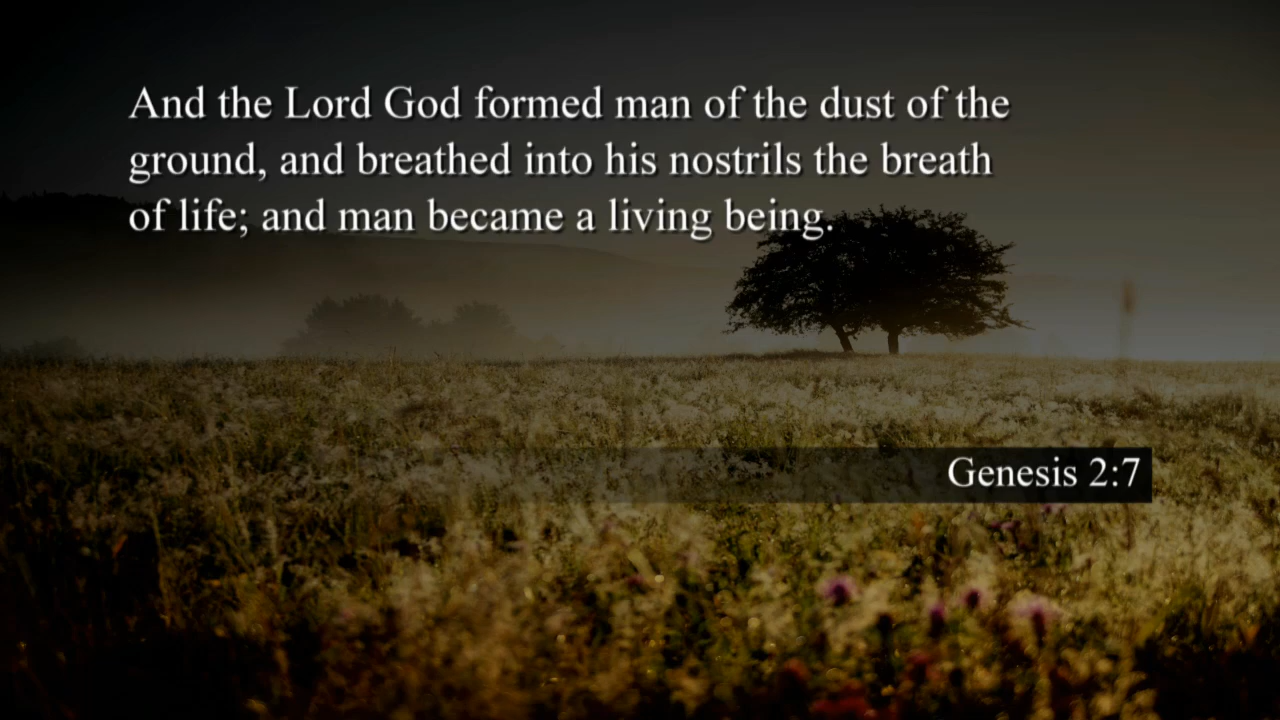 And the Lord God formed man of the dust of the
ground, and breathed into his nostrils the breath
of life; and man became a living being.
Genesis 2:7